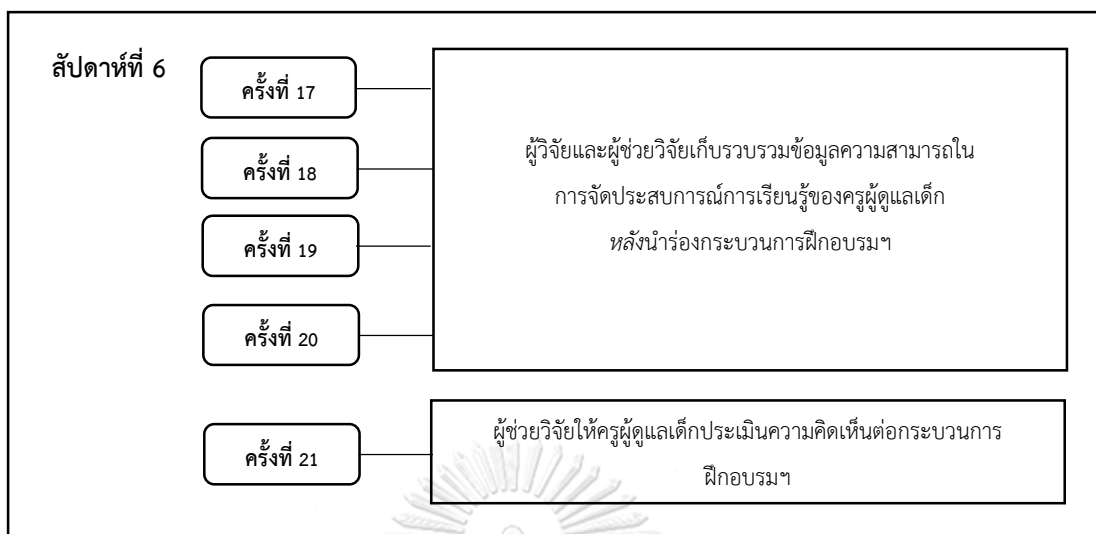 สัปดาห์ที่ 6
ครั้งที่ 17
ครั้งที่ 18
ครั้งที่ 19
ครั้งที่ 20
ผู้วิจัยและผู้ช่วยวิจัยเก็บรวบรวมข้อมูลความสามารถใน
การจัดประสบการณ์การเรียนรู้ของครูผู้ดูแลเด็ก
หลังนำร่องกระบวนการฝึกอบรมฯ
ครั้งที่ 21
ผู้ช่วยวิจัยให้ครูผู้ดูแลเด็กประเมินความคิดเห็นต่อกระบวนการ
ฝึกอบรมฯ